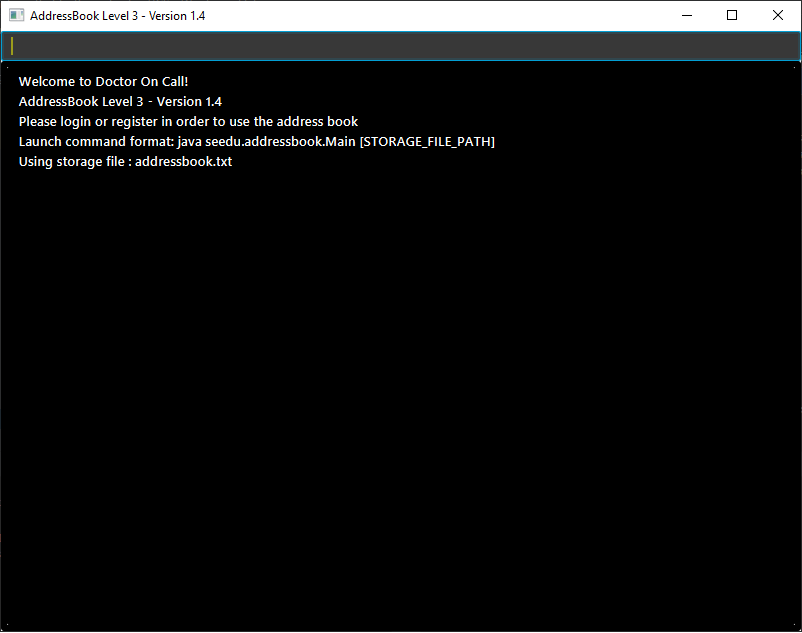 AddressBook Level 3 - Version 1.4
Welcome to Doctor On Call!
AddressBook Level 3 - Version 1.4
Please login or register in order to use the address book
Launch command format: java seedu.addressbook.Main [STORAGE_FILE_PATH]
Using storage file : addressbook.txt